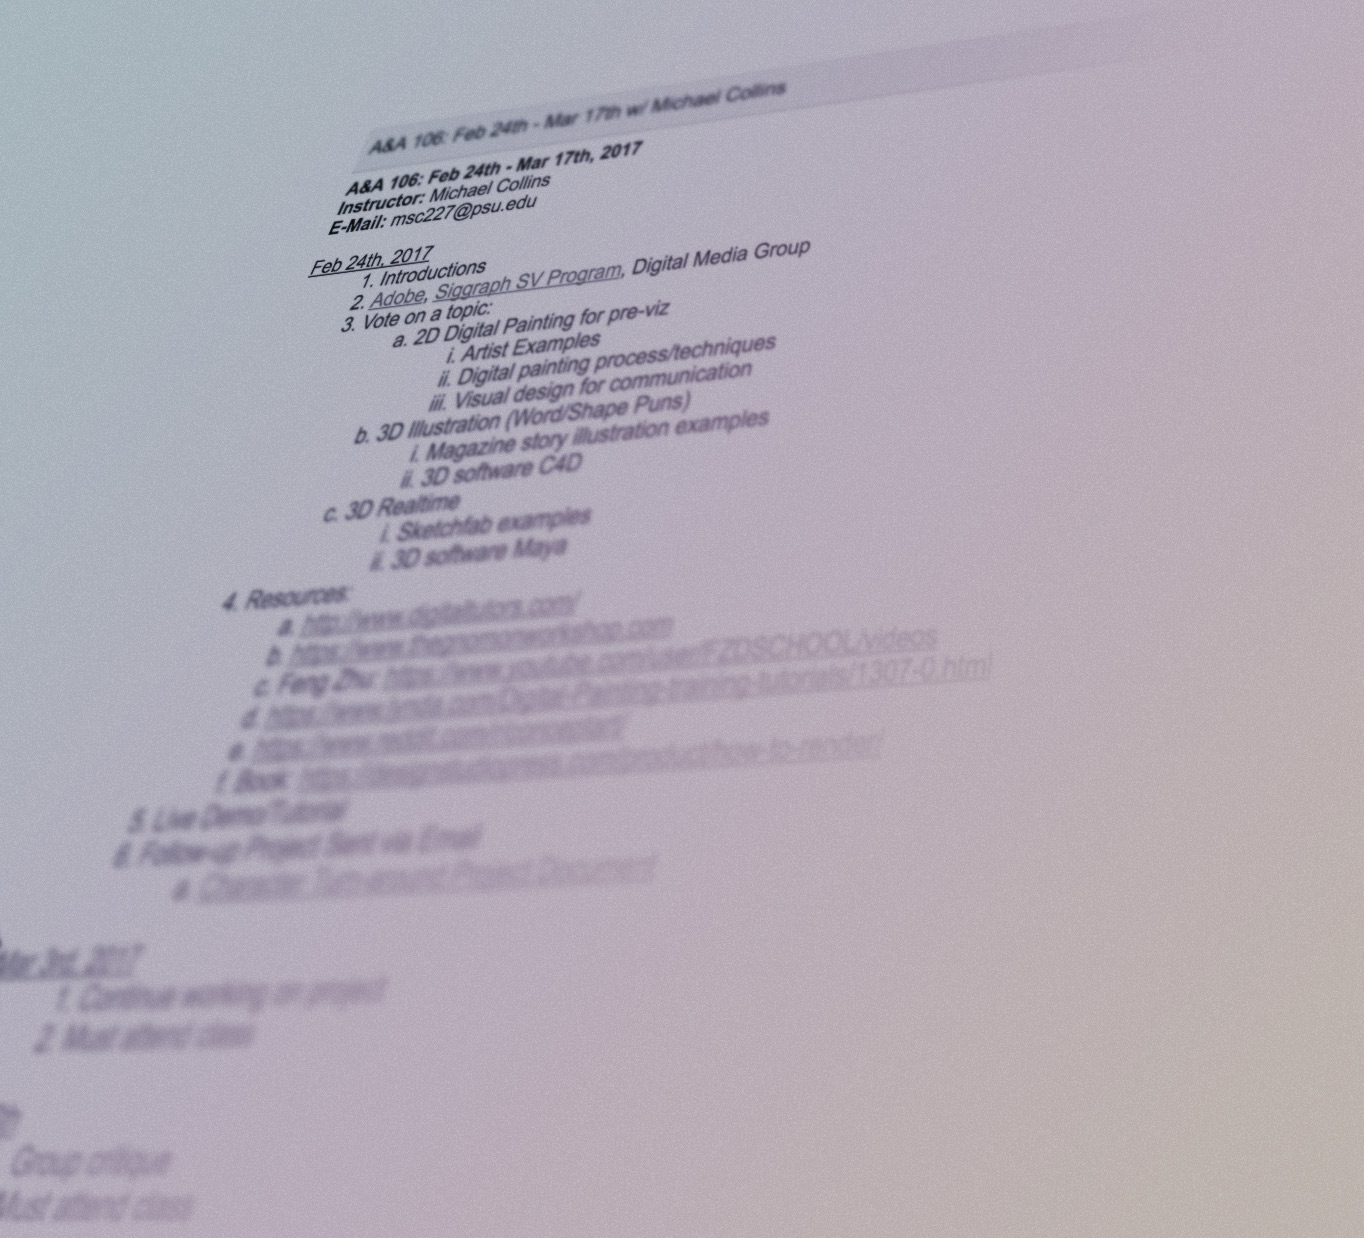 A&A 106: Feb 24th - Mar 17th w/ Michael Collins
A&A 106: Feb 24th - Mar 17th, 2017
Instructor: Michael Collins
E-Mail: msc227@psu.edu
Feb 24th, 2017
1. Introductions
2. Adobe, Siggraph SV Program, Digital Media Group
3. Vote on a topic:
a. 2D Digital Painting for pre-viz
i. Artist Examples
ii. Digital painting process/techniques
iii. Visual design for communication
b. 3D Illustration (Word/Shape Puns)
i. Magazine story illustration examples
ii. 3D software C4D
c. 3D Realtime
i. Sketchfab examples
ii. 3D software Maya
4. Resources:
a. http://www.digitaltutors.com/
b. https://www.thegnomonworkshop.com
c. Feng Zhu: https://www.youtube.com/user/FZDSCHOOL/videos
d. https://www.lynda.com/Digital-Painting-training-tutorials/1307-0.html
e. https://www.reddit.com/r/conceptart/
f. Book: https://designstudiopress.com/product/how-to-render/
5. Live Demo/Tutorial
6. Follow-up Project Sent via Email
a. Character Turn-around Project Document
Mar 3rd, 2017
1. Continue working on project
2. Must attend class
Group critique
Must attend class